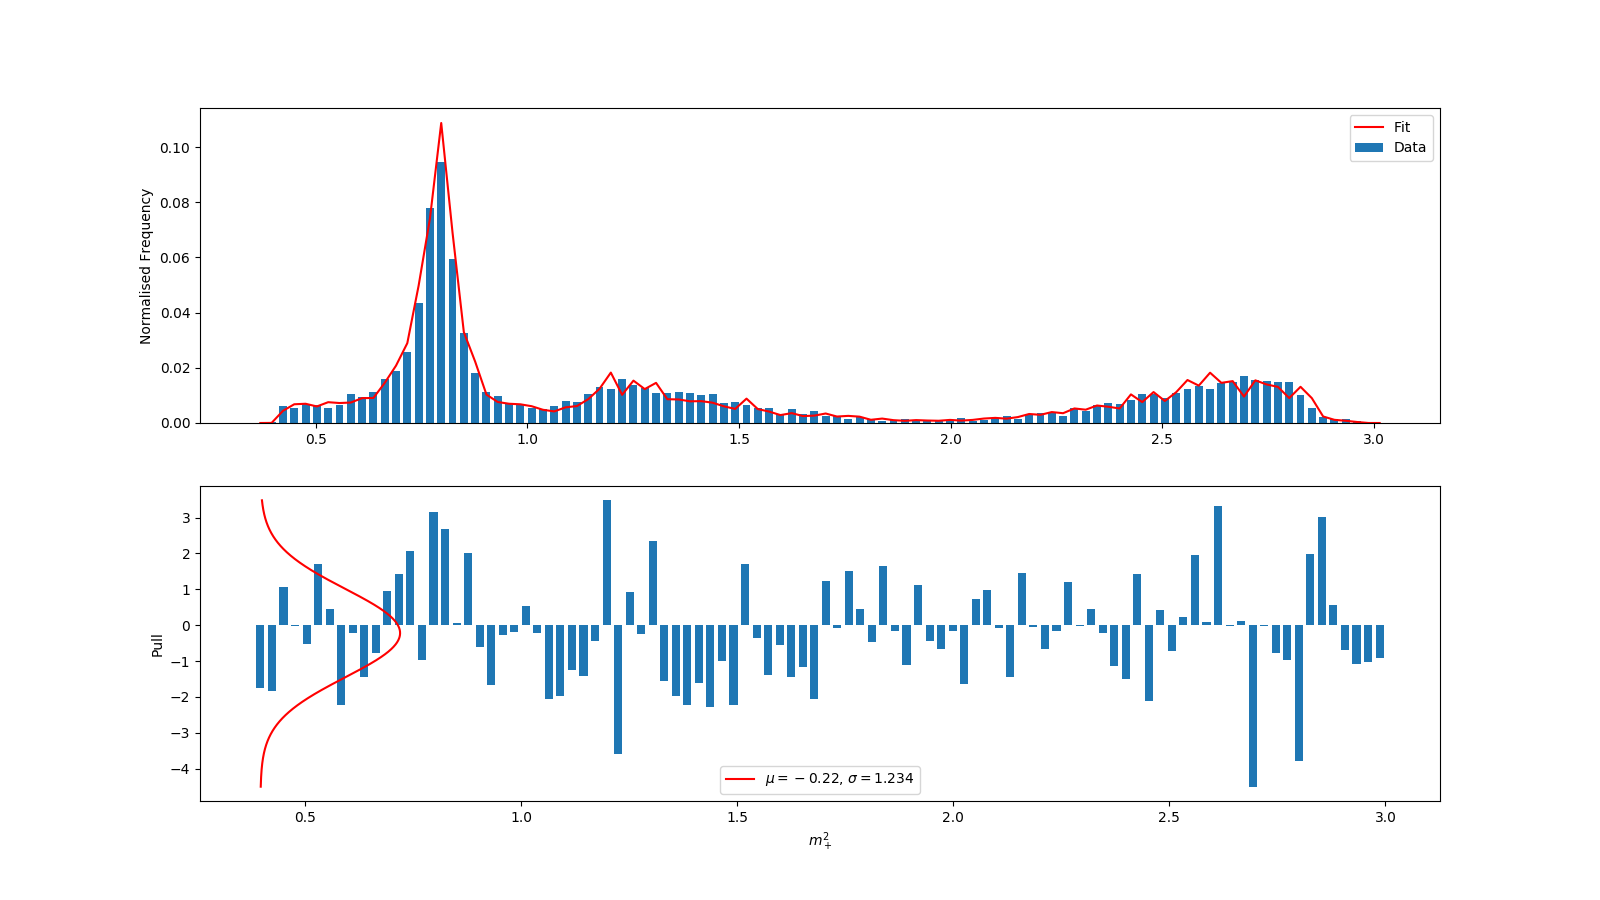 Normalised Frequency
0.10
0.08
0.06
0.04
0.02
0.00
0.5 1.0 1.5 2.0 2.5 3.0
Fit
Data
Pull
3
2
1
0
−1
−2
−3
−4
μ = −0.22, σ = 1.234
0.5 1.0 1.5 2.0 2.5 3.0
$m_+^2$